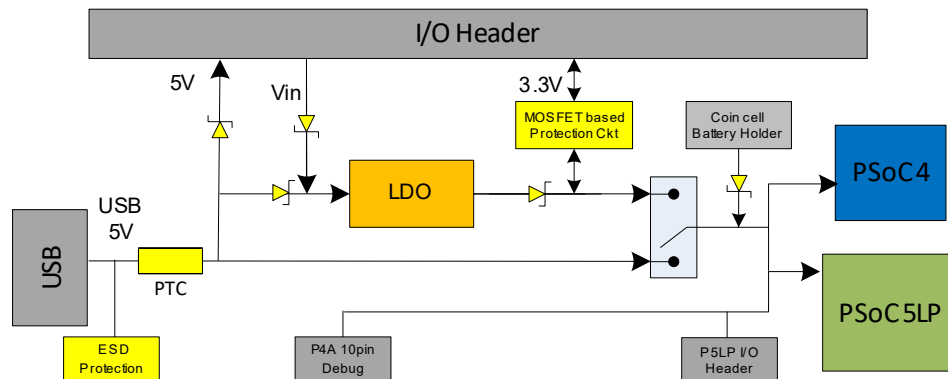 I/O Header
5V
Vin
3.3V
MOSFET based
Protection Ckt
Coin cell
Battery Holder
PSoC4
LDO
USB
5V
USB
PTC
PSoC5LP
ESD
Protection
P4A 10pin
Debug
P5LP I/O
Header